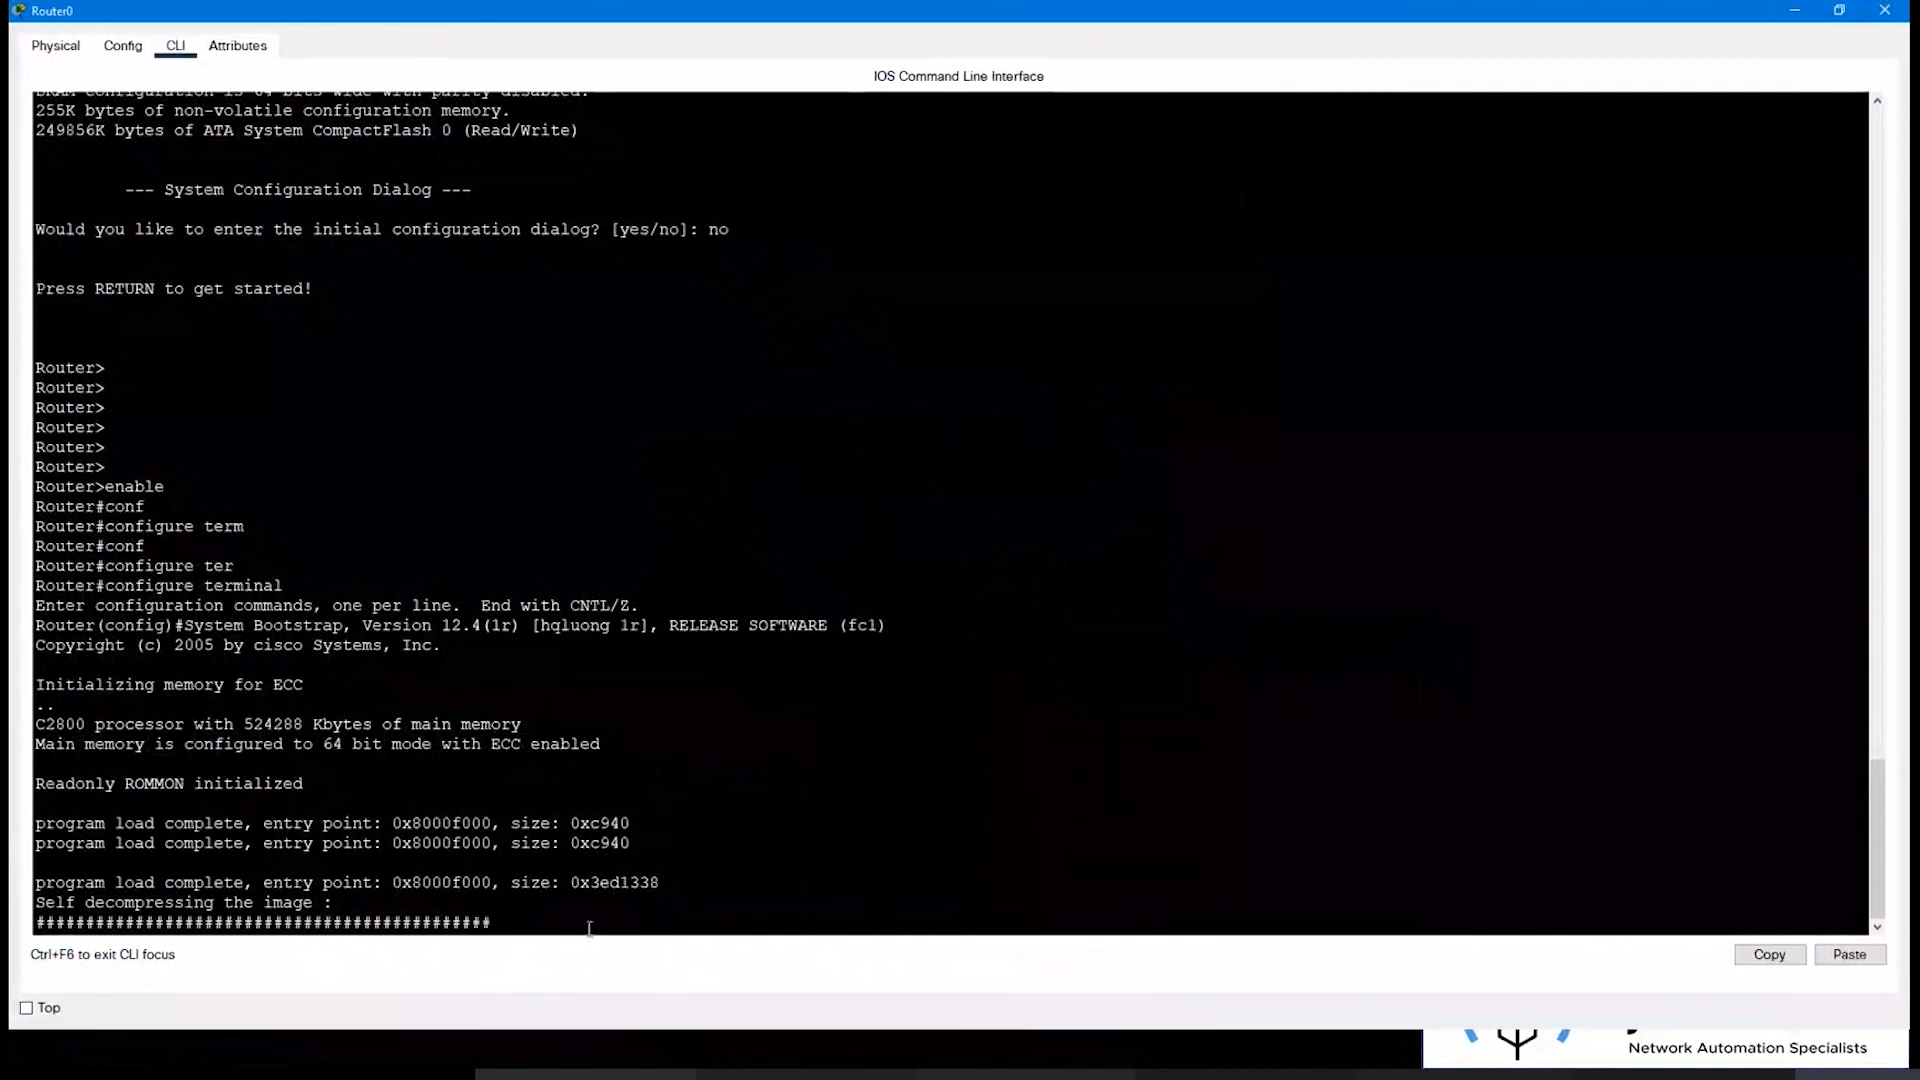 Router0
Physical Config CLI Attributes
IOS Command Line Interface
DRAM configuration is 64 bits wide with parity disabled.
255K bytes of non-volatile configuration memory.
249856K bytes of ATA System CompactFlash 0 (Read/Write)
--- System Configuration Dialog ---
Would you like to enter the initial configuration dialog? [yes/no]: no
Press RETURN to get started!
Router>
Router>
Router>
Router>
Router>
Router>
Router>enable
Router#conf
Router#configure term
Router#conf
Router#configure ter
Router#configure terminal
Enter configuration commands, one per line.  End with CNTL/Z.
Router(config)#System Bootstrap, Version 12.4(1r) [hqluong 1r], RELEASE SOFTWARE (fc1)
Copyright (c) 2005 by cisco Systems, Inc.
Initializing memory for ECC
..
C2800 processor with 524288 Kbytes of main memory
Main memory is configured to 64 bit mode with ECC enabled
Readonly ROMMON initialized
program load complete, entry point: 0x8000f000, size: 0xc940
program load complete, entry point: 0x8000f000, size: 0xc940
program load complete, entry point: 0x8000f000, size: 0x3ed1338
Self decompressing the image :
##############################################
Ctrl+F6 to exit CLI focus
Copy Paste
Top
Network Automation Specialists